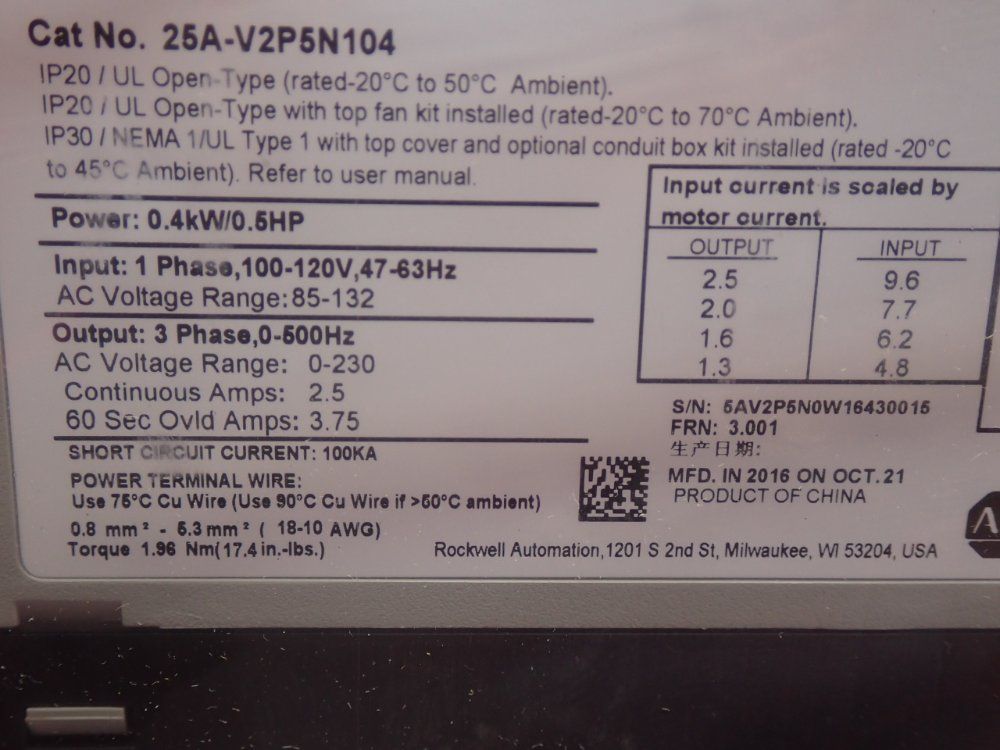 Cat No. 25A-V2P5N104
IP20 / UL Open-Type (rated-20°C to 50°C Ambient).
IP20 / UL Open-Type with top fan kit installed (rated-20°C to 70°C Ambient).
IP30 / NEMA 1/UL Type 1 with top cover and optional conduit box kit installed (rated -20°C
to 45°C Ambient). Refer to user manual.
Power: 0.4kW/0.5HP
Input: 1 Phase,100-120V,47-63Hz
AC Voltage Range:85-132
Output: 3 Phase,0-500Hz
AC Voltage Range: 0-230
Continuous Amps: 2.5
60 Sec Ovld Amps: 3.75
SHORT CIRCUIT CURRENT: 100KA
POWER TERMINAL WIRE:
Use 75°C Cu Wire (Use 90°C Cu Wire if >50°C ambient)
0.8 mm² - 5.3 mm² ( 18-10 AWG)
Torque 1.96 Nm(17.4 in.-lbs.)
Input current is scaled by
motor current.
OUTPUT INPUT
2.5 9.6
2.0 7.7
1.6 6.2
1.3 4.8
S/N: 5AV2P5N0W16430015
FRN: 3.001
生产日期:
MFD. IN 2016 ON OCT.21
PRODUCT OF CHINA
Rockwell Automation,1201 S 2nd St, Milwaukee, WI 53204, USA
A